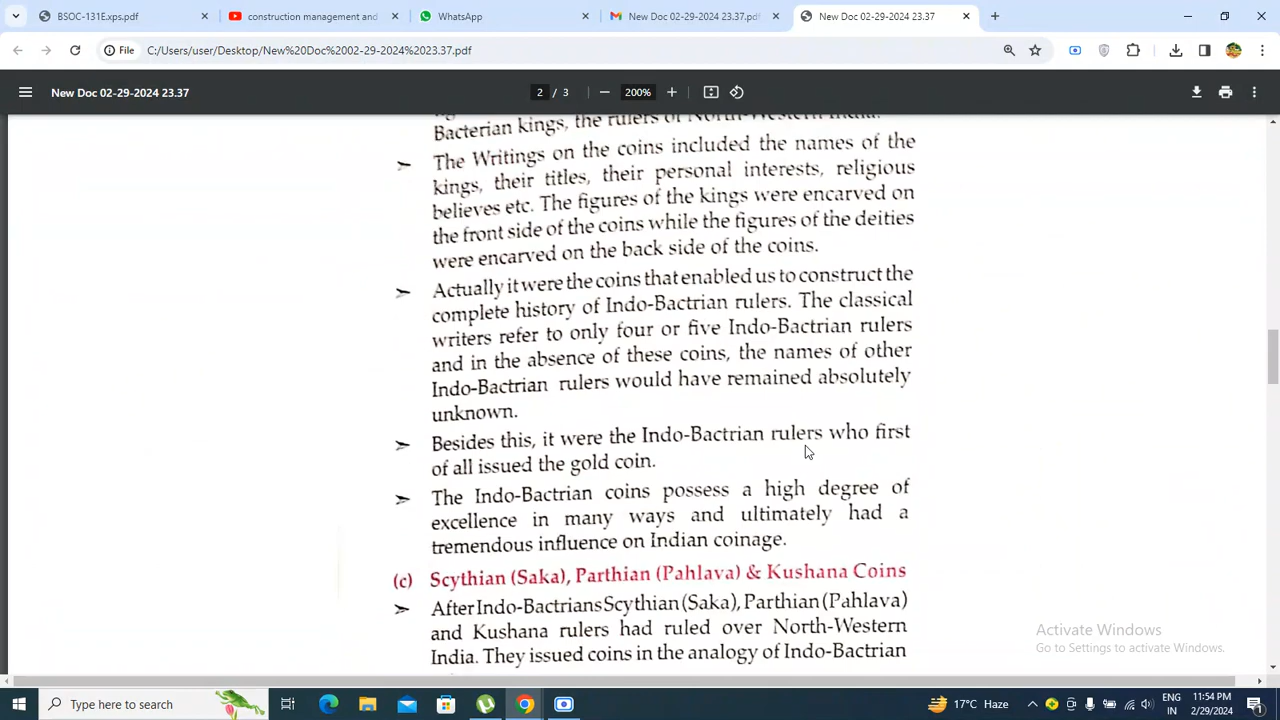 BSOC-131E.xps.pdf
construction management and
WhatsApp
New Doc 02-29-2024 23.37.pdf
New Doc 02-29-2024 23.37
File
C:/Users/user/Desktop/New%20Doc%2002-29-2024%2023.37.pdf
New Doc 02-29-2024 23.37
2 / 3
200%
Bacterian kings, the rulers of North-Western India.
➢ The Writings on the coins included the names of the
kings, their titles, their personal interests, religious
believes etc. The figures of the kings were encarved on
the front side of the coins while the figures of the deities
were encarved on the back side of the coins.
➢ Actually it were the coins that enabled us to construct the
complete history of Indo-Bactrian rulers. The classical
writers refer to only four or five Indo-Bactrian rulers
and in the absence of these coins, the names of other
Indo-Bactrian rulers would have remained absolutely
unknown.
➢ Besides this, it were the Indo-Bactrian rulers who first
of all issued the gold coin.
➢ The Indo-Bactrian coins possess a high degree of
excellence in many ways and ultimately had a
tremendous influence on Indian coinage.
(c) Scythian (Saka), Parthian (Pahlava) & Kushana Coins
➢ After Indo-Bactrians Scythian (Saka), Parthian (Pahlava)
and Kushana rulers had ruled over North-Western
India. They issued coins in the analogy of Indo-Bactrian
Activate Windows
Go to Settings to activate Windows.
Type here to search
17°C Haze
ENG
IN
11:54 PM
2/29/2024